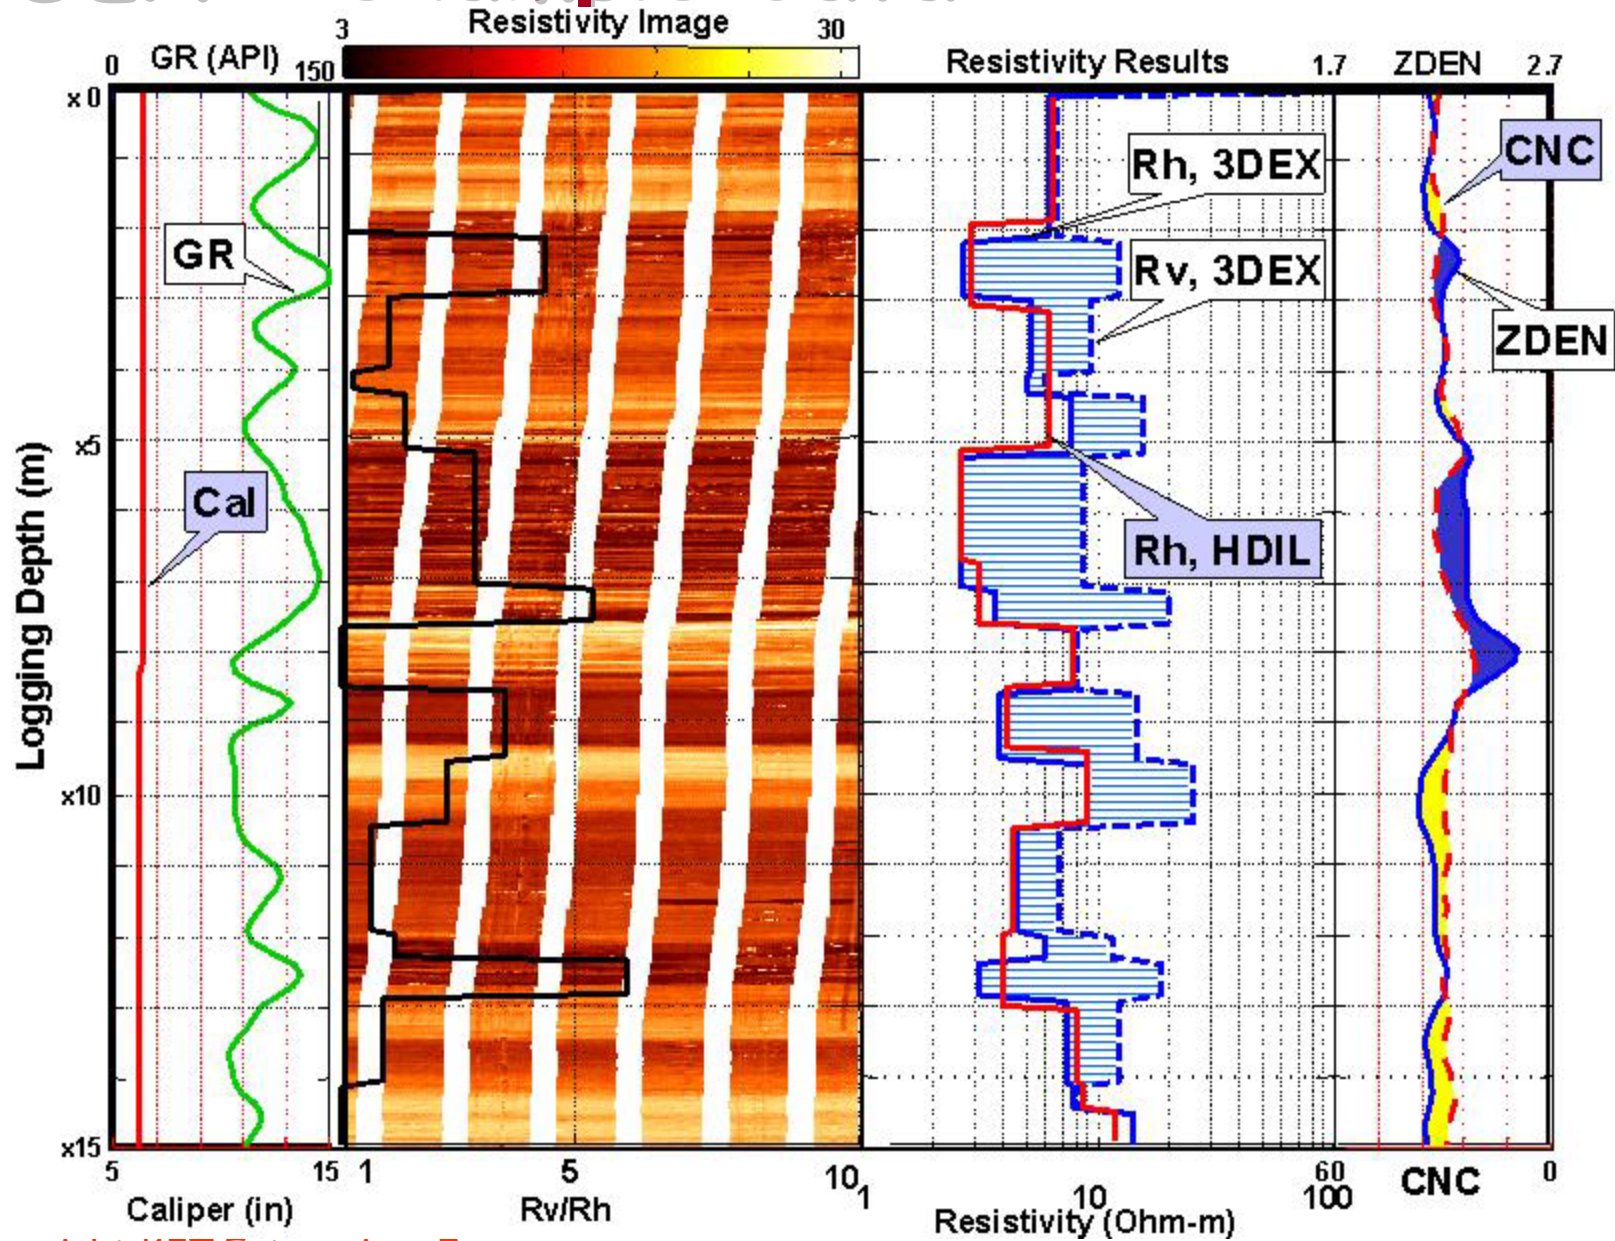 Resistivity Image
3 30
0 GR (API) 150
Resistivity Results
1.7 ZDEN 2.7
x 0
CNC
Rh, 3DEX
GR
Rv, 3DEX
ZDEN
x5
Cal
Rh, HDIL
Logging Depth (m)
x10
x15
5 15
Caliper (in)
1 5 10
Rv/Rh
1 10 100
Resistivity (Ohm-m)
60 CNC 0